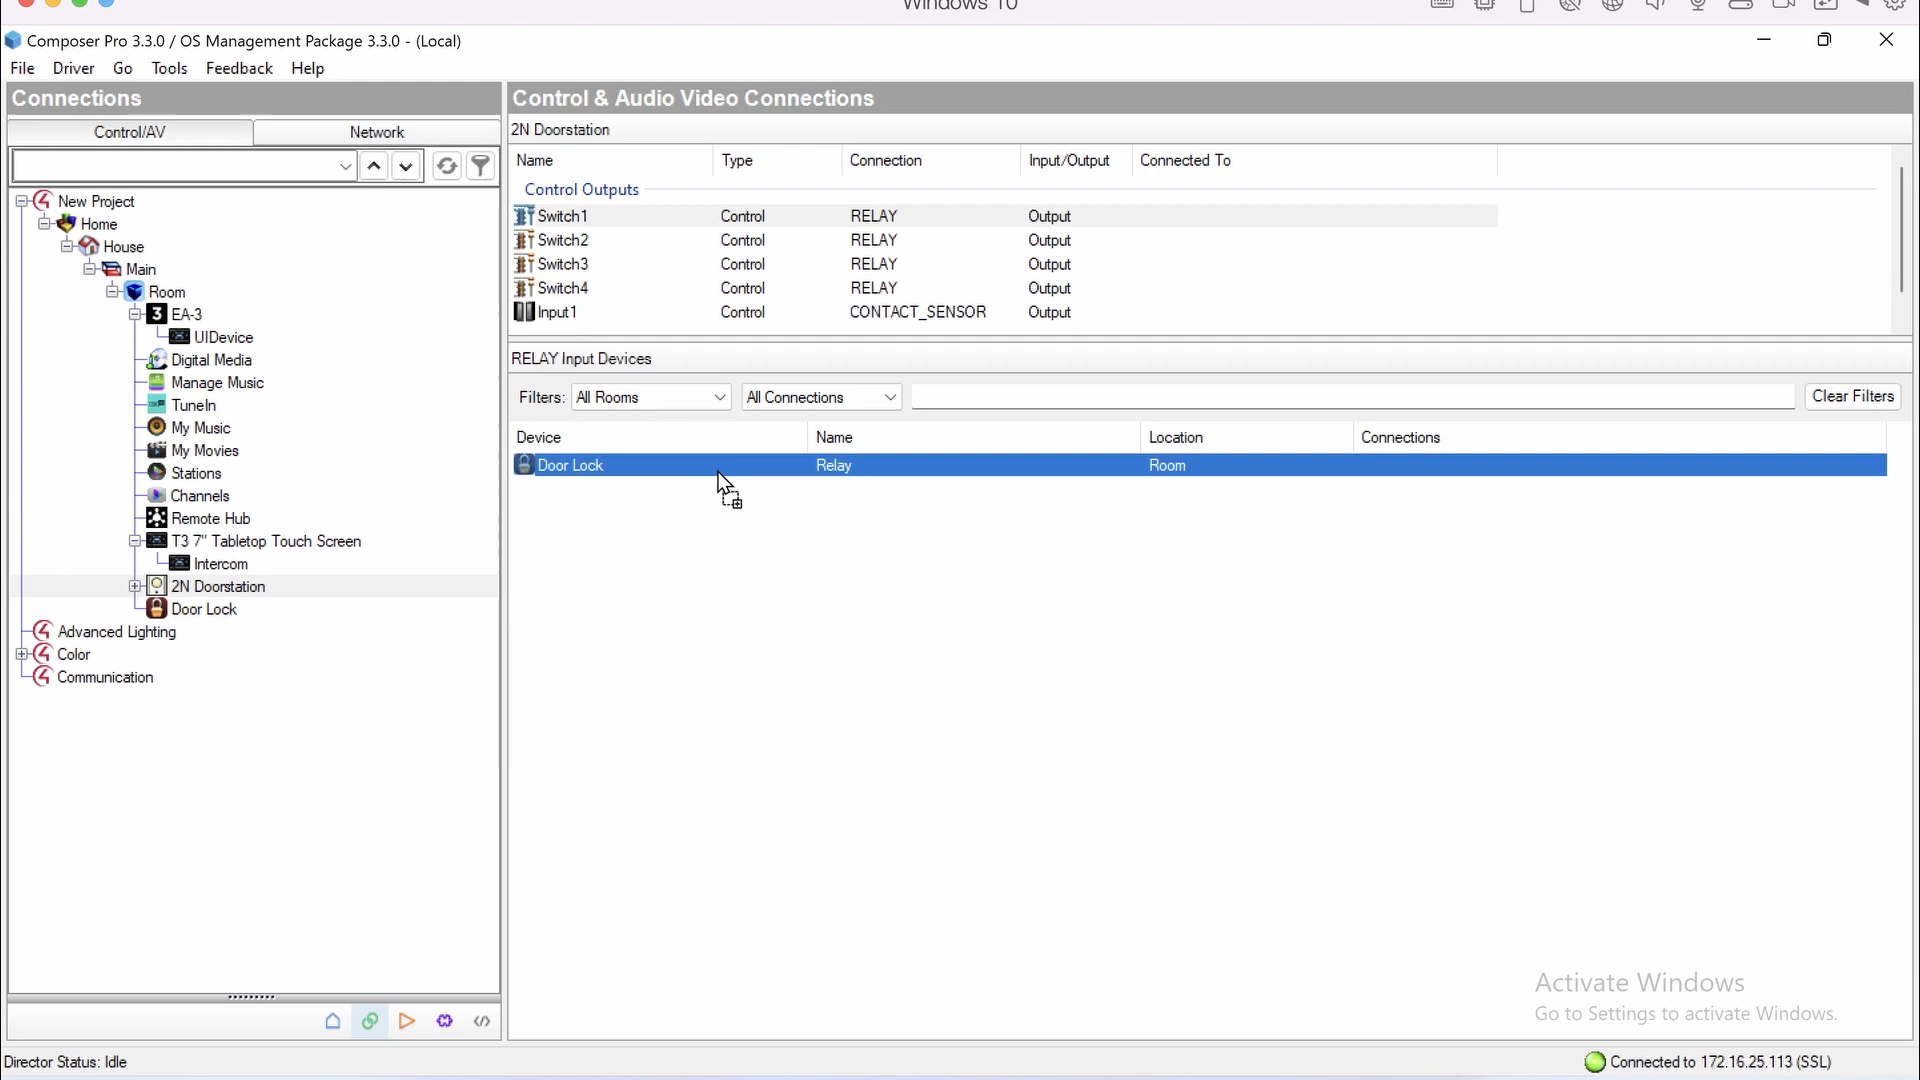 Windows 10
Composer Pro 3.3.0 / OS Management Package 3.3.0 - (Local)
File Driver Go Tools Feedback Help
Connections
Control/AV Network
New Project
Home
House
Main
Room
EA-3
UIDevice
Digital Media
Manage Music
TuneIn
My Music
My Movies
Stations
Channels
Remote Hub
T3 7" Tabletop Touch Screen
Intercom
2N Doorstation
Door Lock
Advanced Lighting
Color
Communication
Control & Audio Video Connections
2N Doorstation
Name Type Connection Input/Output Connected To
Control Outputs
Switch1 Control RELAY Output
Switch2 Control RELAY Output
Switch3 Control RELAY Output
Switch4 Control RELAY Output
Input1 Control CONTACT_SENSOR Output
RELAY Input Devices
Filters: All Rooms All Connections Clear Filters
Device Name Location Connections
Door Lock Relay Room
Activate Windows
Go to Settings to activate Windows.
Director Status: Idle
Connected to 172.16.25.113 (SSL)